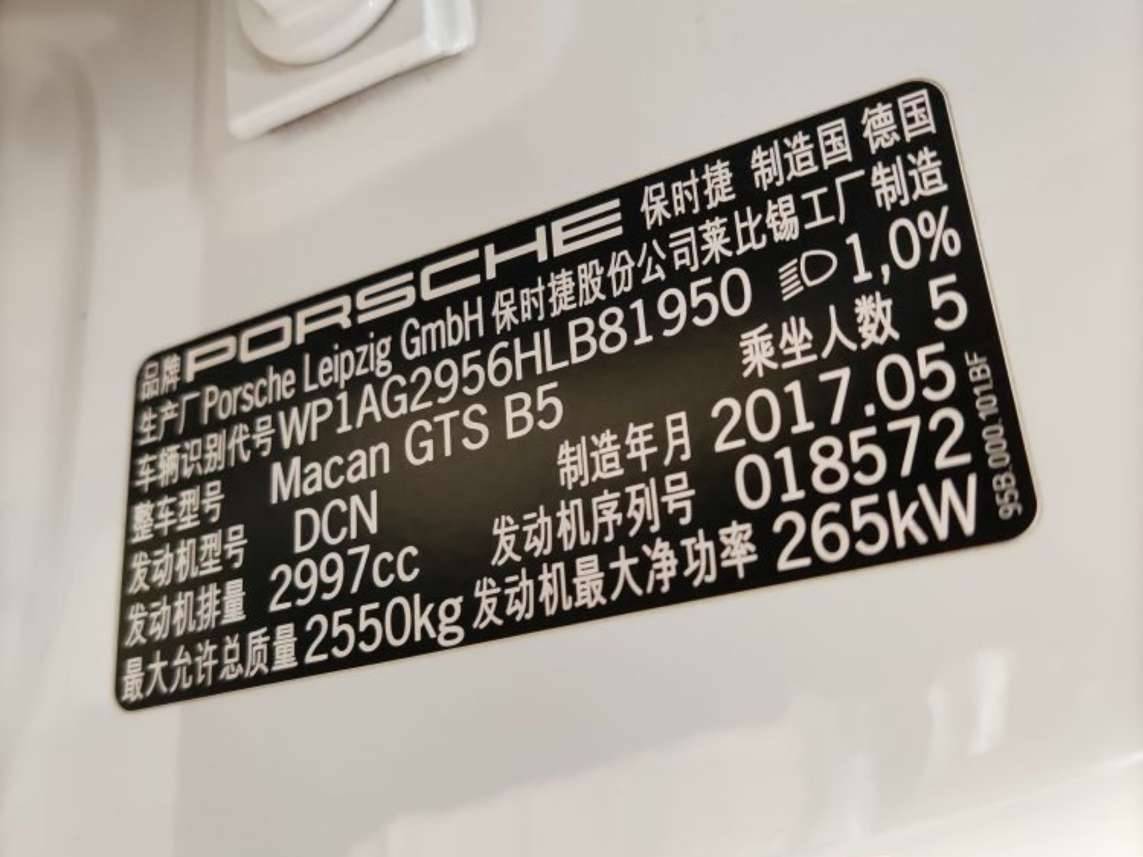 品牌 PORSCHE 保时捷 制造国 德国
生产厂 Porsche Leipzig GmbH 保时捷股份公司莱比锡工厂制造
车辆识别代号 WP1AG2956HLB81950 1,0%
整车型号 Macan GTS B5 乘坐人数 5
发动机型号 DCN 制造年月 2017.05
发动机排量 2997cc 发动机序列号 018572
最大允许总质量 2550kg 发动机最大净功率 265kW
95B.000.101.BF